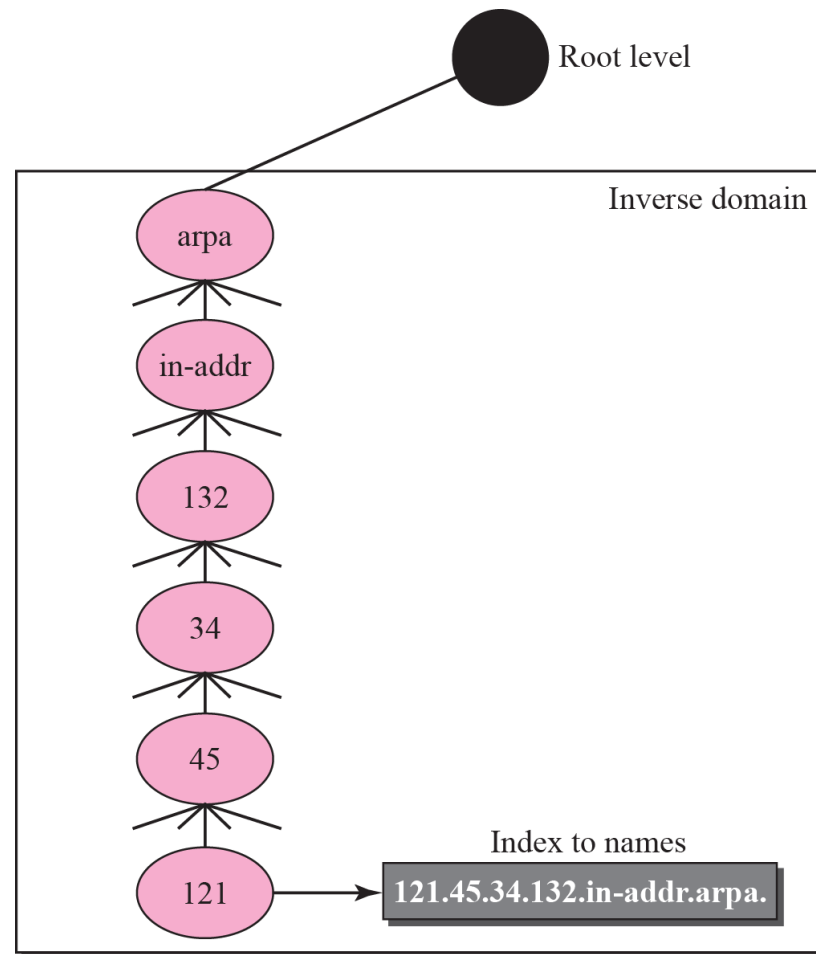 Root level
Inverse domain
arpa
in-addr
132
34
45
Index to names
121
121.45.34.132.in-addr.arpa.